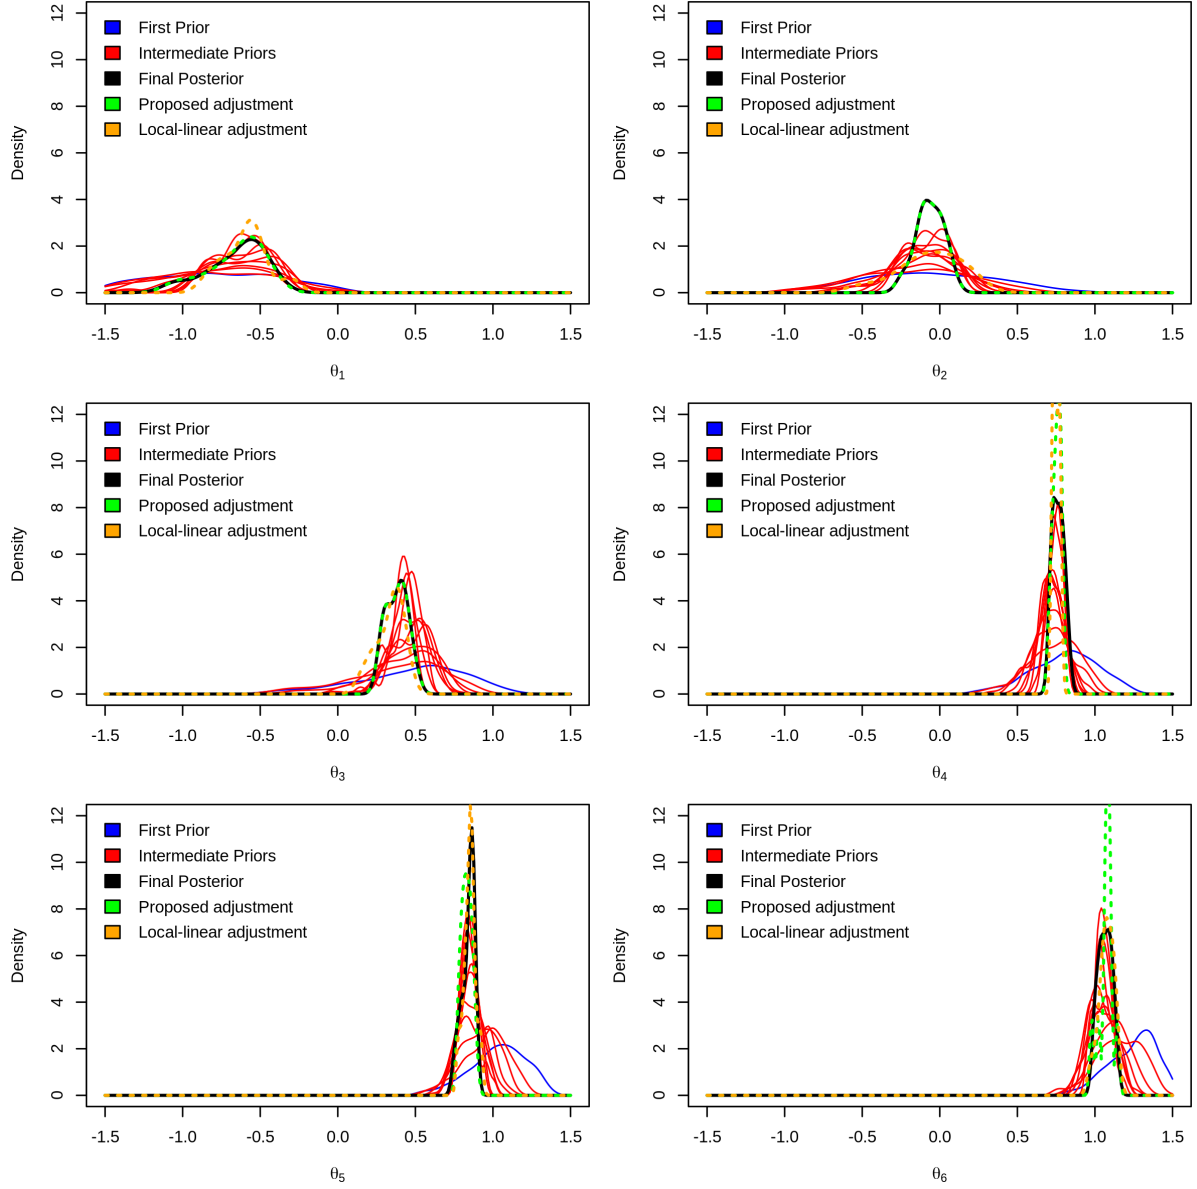 12
10
8
6
4
2
0
Density
First Prior
Intermediate Priors
Final Posterior
Proposed adjustment
Local-linear adjustment
-1.5 -1.0 -0.5 0.0 0.5 1.0 1.5
θ1
12
10
8
6
4
2
0
Density
First Prior
Intermediate Priors
Final Posterior
Proposed adjustment
Local-linear adjustment
-1.5 -1.0 -0.5 0.0 0.5 1.0 1.5
θ2
12
10
8
6
4
2
0
Density
First Prior
Intermediate Priors
Final Posterior
Proposed adjustment
Local-linear adjustment
-1.5 -1.0 -0.5 0.0 0.5 1.0 1.5
θ3
12
10
8
6
4
2
0
Density
First Prior
Intermediate Priors
Final Posterior
Proposed adjustment
Local-linear adjustment
-1.5 -1.0 -0.5 0.0 0.5 1.0 1.5
θ4
12
10
8
6
4
2
0
Density
First Prior
Intermediate Priors
Final Posterior
Proposed adjustment
Local-linear adjustment
-1.5 -1.0 -0.5 0.0 0.5 1.0 1.5
θ5
12
10
8
6
4
2
0
Density
First Prior
Intermediate Priors
Final Posterior
Proposed adjustment
Local-linear adjustment
-1.5 -1.0 -0.5 0.0 0.5 1.0 1.5
θ6